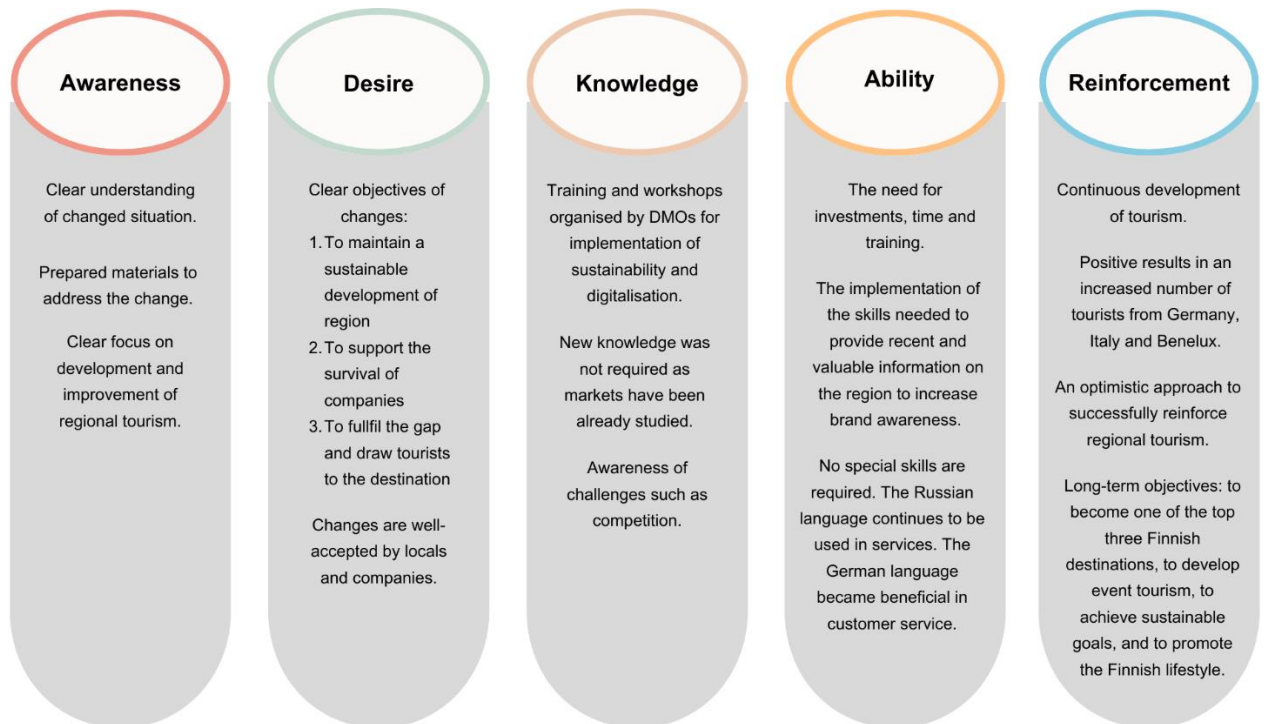 Awareness
Clear understanding
of changed situation.
Prepared materials to
address the change.
Clear focus on
development and
improvement of
regional tourism.
Desire
Clear objectives of
changes:
1. To maintain a
sustainable
development of
region
2. To support the
survival of
companies
3. To fullfil the gap
and draw tourists
to the destination
Changes are well-
accepted by locals
and companies.
Knowledge
Training and workshops
organised by DMOs for
implementation of
sustainability and
digitalisation.
New knowledge was
not required as
markets have been
already studied.
Awareness of
challenges such as
competition.
Ability
The need for
investments, time and
training.
The implementation of
the skills needed to
provide recent and
valuable information on
the region to increase
brand awareness.
No special skills are
required. The Russian
language continues to be
used in services. The
German language
became beneficial in
customer service.
Reinforcement
Continuous development
of tourism.
Positive results in an
increased number of
tourists from Germany,
Italy and Benelux.
An optimistic approach to
successfully reinforce
regional tourism.
Long-term objectives: to
become one of the top
three Finnish
destinations, to develop
event tourism, to
achieve sustainable
goals, and to promote
the Finnish lifestyle.